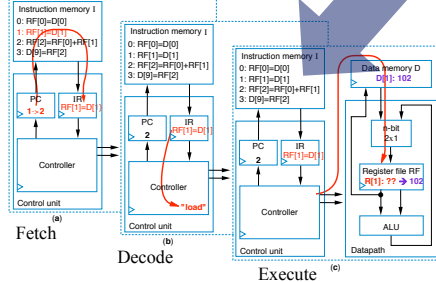 Instruction memory I
0: RF[0]=D[0]
1: RF[1]=D[1]
2: RF[2]=RF[0]+RF[1]
3: D[9]=RF[2]
PC
1->2
IR
RF[1]=D[1]
Controller
Control unit
(a)
Fetch
Instruction memory I
0: RF[0]=D[0]
1: RF[1]=D[1]
2: RF[2]=RF[0]+RF[1]
3: D[9]=RF[2]
PC
2
IR
RF[1]=D[1]
Controller
"load"
Control unit
(b)
Decode
Instruction memory I
0: RF[0]=D[0]
1: RF[1]=D[1]
2: RF[2]=RF[0]+RF[1]
3: D[9]=RF[2]
PC
2
IR
RF[1]=D[1]
Controller
Control unit
Data memory D
D[1]: 102
n-bit
2x1
Register file RF
R[1]: ?? → 102
ALU
Datapath
(c)
Execute